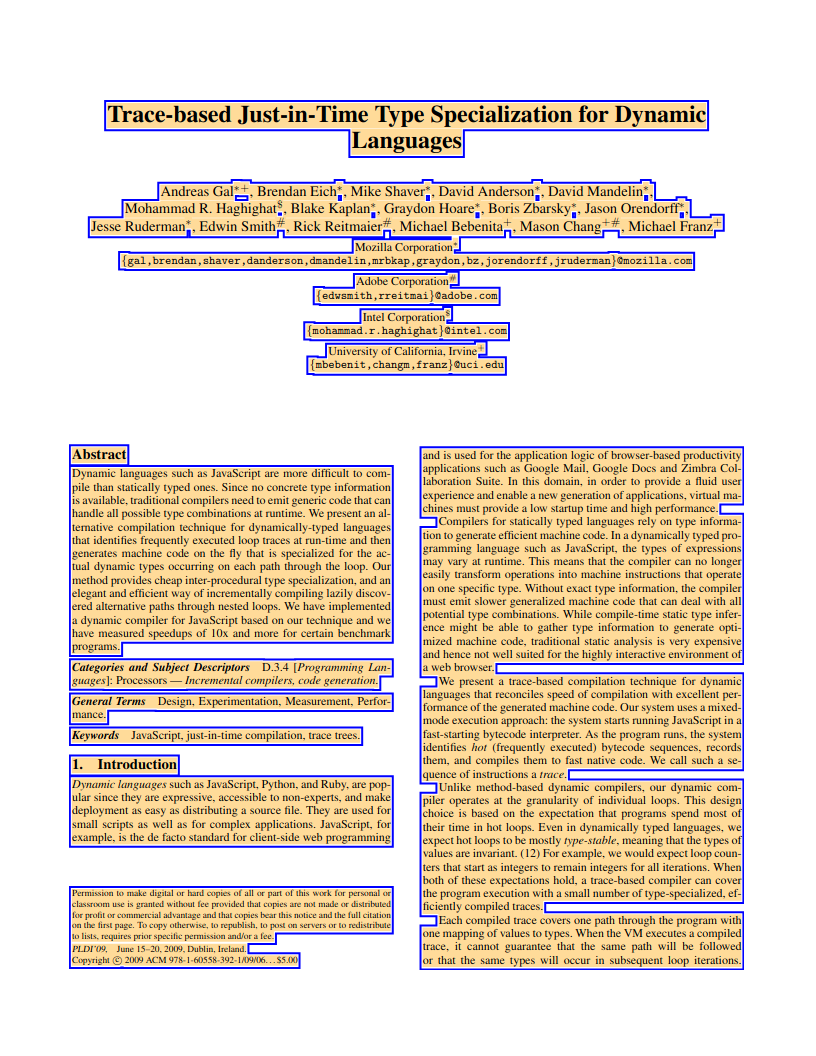 Trace-based Just-in-Time Type Specialization for Dynamic
Languages
Andreas Gal*+, Brendan Eich*, Mike Shaver*, David Anderson*, David Mandelin*,
Mohammad R. Haghighat$, Blake Kaplan*, Graydon Hoare*, Boris Zbarsky*, Jason Orendorff*,
Jesse Ruderman*, Edwin Smith#, Rick Reitmaier#, Michael Bebenita+, Mason Chang+#, Michael Franz+
Mozilla Corporation*
{gal,brendan,shaver,danderson,dmandelin,mrbkap,graydon,bz,jorendorff,jruderman}@mozilla.com
Adobe Corporation#
{edwsmith,rreitmai}@adobe.com
Intel Corporation$
{mohammad.r.haghighat}@intel.com
University of California, Irvine+
{mbebenit,changm,franz}@uci.edu
Abstract
Dynamic languages such as JavaScript are more difficult to com-
pile than statically typed ones. Since no concrete type information
is available, traditional compilers need to emit generic code that can
handle all possible type combinations at runtime. We present an al-
ternative compilation technique for dynamically-typed languages
that identifies frequently executed loop traces at run-time and then
generates machine code on the fly that is specialized for the ac-
tual dynamic types occurring on each path through the loop. Our
method provides cheap inter-procedural type specialization, and an
elegant and efficient way of incrementally compiling lazily discov-
ered alternative paths through nested loops. We have implemented
a dynamic compiler for JavaScript based on our technique and we
have measured speedups of 10x and more for certain benchmark
programs.
Categories and Subject Descriptors D.3.4 [Programming Lan-
guages]: Processors — Incremental compilers, code generation.
General Terms Design, Experimentation, Measurement, Perfor-
mance.
Keywords JavaScript, just-in-time compilation, trace trees.
1. Introduction
Dynamic languages such as JavaScript, Python, and Ruby, are pop-
ular since they are expressive, accessible to non-experts, and make
deployment as easy as distributing a source file. They are used for
small scripts as well as for complex applications. JavaScript, for
example, is the de facto standard for client-side web programming
Permission to make digital or hard copies of all or part of this work for personal or
classroom use is granted without fee provided that copies are not made or distributed
for profit or commercial advantage and that copies bear this notice and the full citation
on the first page. To copy otherwise, to republish, to post on servers or to redistribute
to lists, requires prior specific permission and/or a fee.
PLDI'09, June 15–20, 2009, Dublin, Ireland.
Copyright © 2009 ACM 978-1-60558-392-1/09/06...$5.00
and is used for the application logic of browser-based productivity
applications such as Google Mail, Google Docs and Zimbra Col-
laboration Suite. In this domain, in order to provide a fluid user
experience and enable a new generation of applications, virtual ma-
chines must provide a low startup time and high performance.
Compilers for statically typed languages rely on type informa-
tion to generate efficient machine code. In a dynamically typed pro-
gramming language such as JavaScript, the types of expressions
may vary at runtime. This means that the compiler can no longer
easily transform operations into machine instructions that operate
on one specific type. Without exact type information, the compiler
must emit slower generalized machine code that can deal with all
potential type combinations. While compile-time static type infer-
ence might be able to gather type information to generate opti-
mized machine code, traditional static analysis is very expensive
and hence not well suited for the highly interactive environment of
a web browser.
We present a trace-based compilation technique for dynamic
languages that reconciles speed of compilation with excellent per-
formance of the generated machine code. Our system uses a mixed-
mode execution approach: the system starts running JavaScript in a
fast-starting bytecode interpreter. As the program runs, the system
identifies hot (frequently executed) bytecode sequences, records
them, and compiles them to fast native code. We call such a se-
quence of instructions a trace.
Unlike method-based dynamic compilers, our dynamic com-
piler operates at the granularity of individual loops. This design
choice is based on the expectation that programs spend most of
their time in hot loops. Even in dynamically typed languages, we
expect hot loops to be mostly type-stable, meaning that the types of
values are invariant. (12) For example, we would expect loop coun-
ters that start as integers to remain integers for all iterations. When
both of these expectations hold, a trace-based compiler can cover
the program execution with a small number of type-specialized, ef-
ficiently compiled traces.
Each compiled trace covers one path through the program with
one mapping of values to types. When the VM executes a compiled
trace, it cannot guarantee that the same path will be followed
or that the same types will occur in subsequent loop iterations.